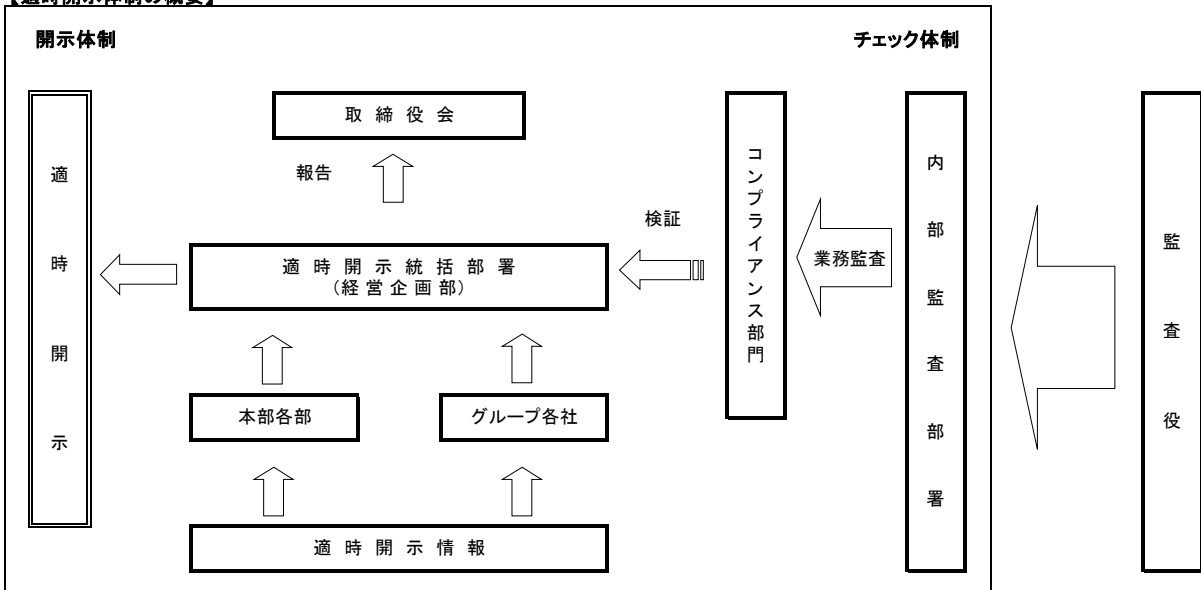 【適時開示体制の概要】
開示体制
チェック体制
適時開示
取締役会
報告
適時開示統括部署
(経営企画部)
検証
本部各部
グループ各社
適時開示情報
コンプライアンス部門
業務監査
内部監査部署
監査役